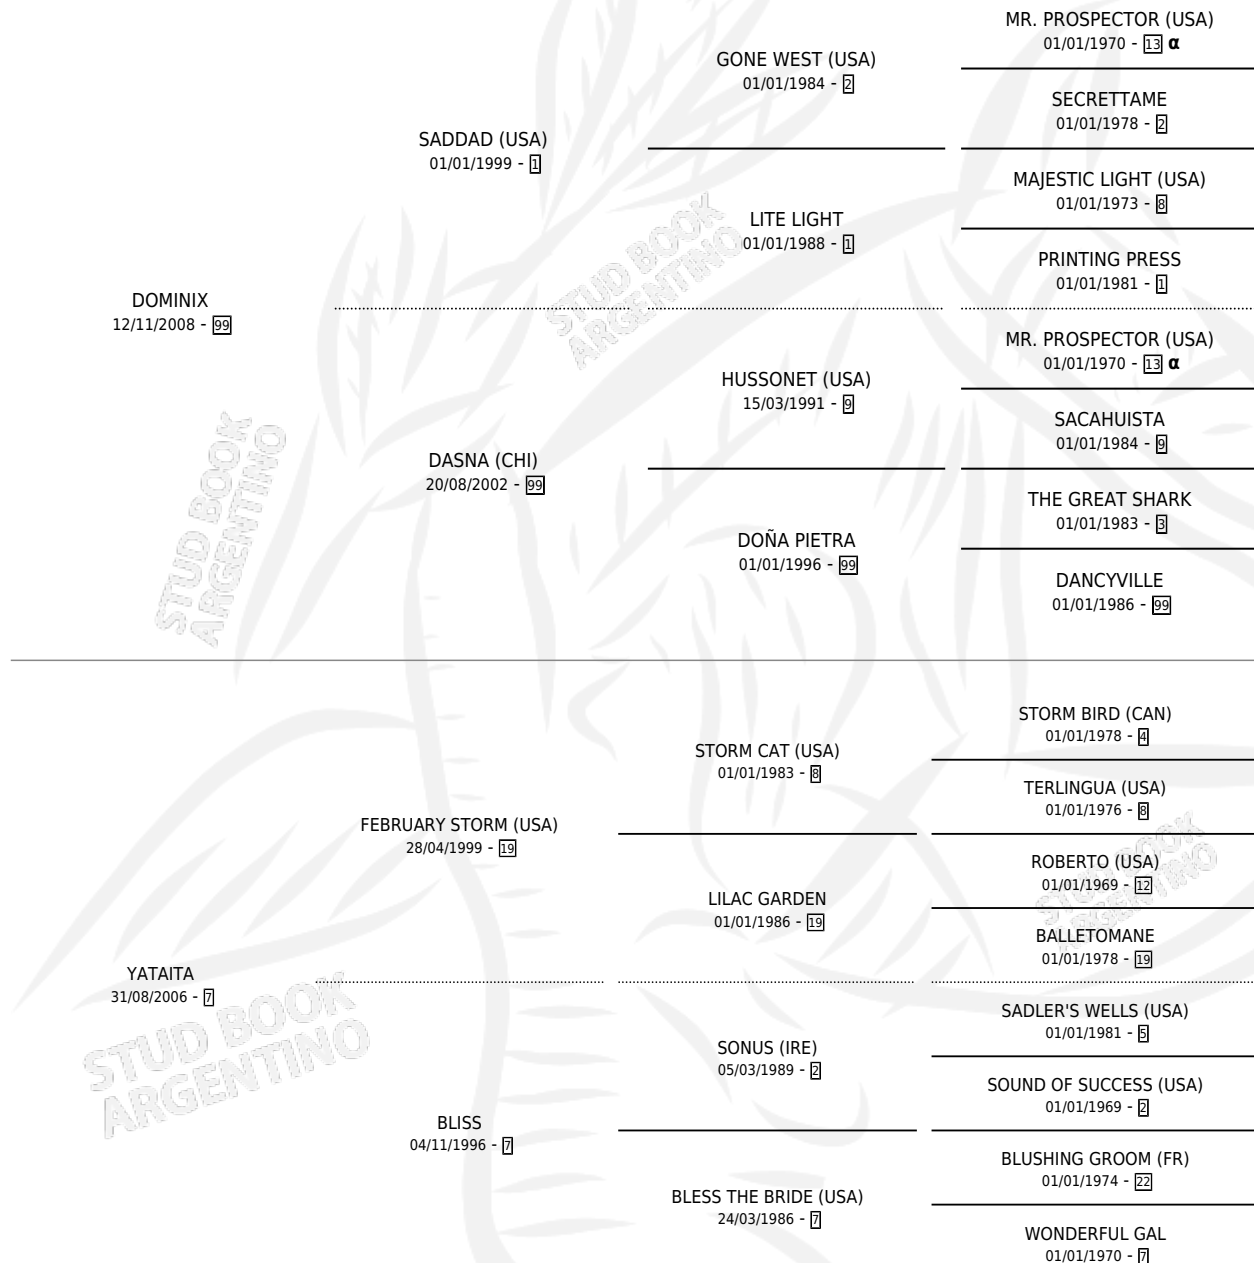 MR. PROSPECTOR (USA)
01/01/1970 - 13 α
GONE WEST (USA)
01/01/1984 - 2
SECRETTAME
01/01/1978 - 2
SADDAD (USA)
01/01/1999 - 1
MAJESTIC LIGHT (USA)
01/01/1973 - 8
LITE LIGHT
01/01/1988 - 1
PRINTING PRESS
01/01/1981 - 1
DOMINIX
12/11/2008 - 99
MR. PROSPECTOR (USA)
01/01/1970 - 13 α
HUSSONET (USA)
15/03/1991 - 9
SACAHUISTA
01/01/1984 - 9
DASNA (CHI)
20/08/2002 - 99
THE GREAT SHARK
01/01/1983 - 3
DOÑA PIETRA
01/01/1996 - 99
DANCYVILLE
01/01/1986 - 99
STORM BIRD (CAN)
01/01/1978 - 4
STORM CAT (USA)
01/01/1983 - 8
TERLINGUA (USA)
01/01/1976 - 8
FEBRUARY STORM (USA)
28/04/1999 - 19
ROBERTO (USA)
01/01/1969 - 12
LILAC GARDEN
01/01/1986 - 19
BALLETOMANE
01/01/1978 - 19
YATAITA
31/08/2006 - 7
SADLER'S WELLS (USA)
01/01/1981 - 5
SONUS (IRE)
05/03/1989 - 2
SOUND OF SUCCESS (USA)
01/01/1969 - 2
BLISS
04/11/1996 - 7
BLUSHING GROOM (FR)
01/01/1974 - 22
BLESS THE BRIDE (USA)
24/03/1986 - 7
WONDERFUL GAL
01/01/1970 - 7
STUD BOOK
ARGENTINO
STUD BOOK
ARGENTINO
STUD BOOK
ARGENTINO
STUD BOOK
ARGENTINO